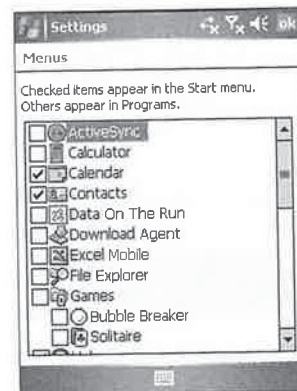 Settings ok
Menus
Checked items appear in the Start menu.
Others appear in Programs.
ActiveSync
Calculator
Calendar
Contacts
Data On The Run
Download Agent
Excel Mobile
File Explorer
Games
Bubble Breaker
Solitaire